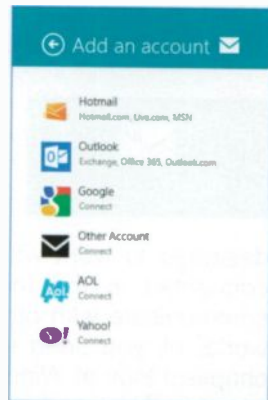 Add an account
Hotmail
Hotmail.com, Live.com, MSN
Outlook
Exchange, Office 365, Outlook.com
Google
Connect
Other Account
Connect
Aol.
AOL
Connect
Yahoo!
Connect